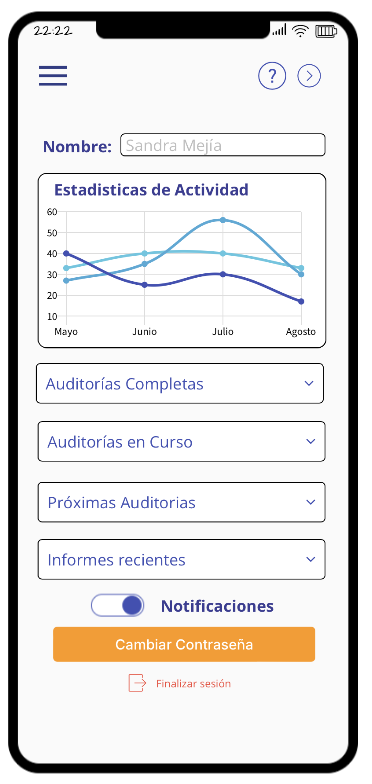 22:22
?
Nombre: Sandra Mejía
Estadisticas de Actividad
60
50
40
30
20
10
Mayo Junio Julio Agosto
Auditorías Completas
Auditorías en Curso
Próximas Auditorias
Informes recientes
Notificaciones
Cambiar Contraseña
Finalizar sesión